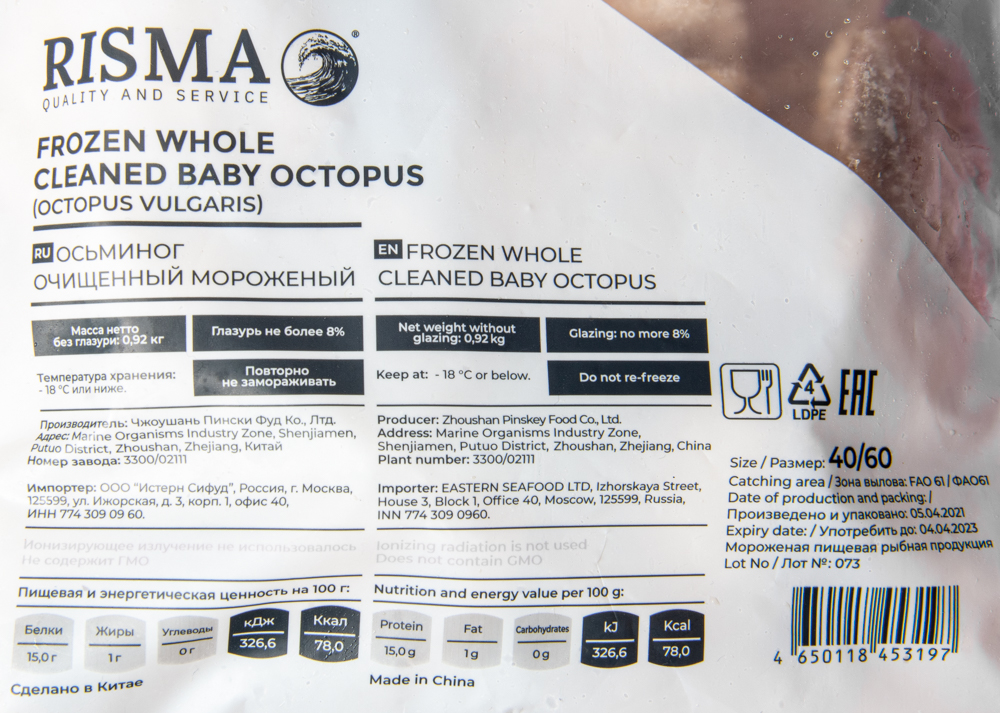 RISMA ®
QUALITY AND SERVICE
FROZEN WHOLE
CLEANED BABY OCTOPUS
(OCTOPUS VULGARIS)
RU ОСЬМИНОГ
ОЧИЩЕННЫЙ МОРОЖЕНЫЙ
Масса нетто
без глазури: 0,92 кг
Глазурь не более 8%
Температура хранения:
- 18 °C или ниже.
Повторно
не замораживать
Производитель: Чжоушань Пински Фуд Ко., Лтд.
Адрес: Marine Organisms Industry Zone, Shenjiamen,
Putuo District, Zhoushan, Zhejiang, Китай
Номер завода: 3300/02111
Импортер: ООО "Истерн Сифуд", Россия, г. Москва,
125599, ул. Ижорская, д. 3, корп. 1, офис 40,
ИНН 774 309 09 60.
Ионизирующее излучение не использовалось
Не содержит ГМО
Пищевая и энергетическая ценность на 100 г:
Белки
15,0 г
Жиры
1 г
Углеводы
0 г
кДж
326,6
Ккал
78,0
Сделано в Китае
EN FROZEN WHOLE
CLEANED BABY OCTOPUS
Net weight without
glazing: 0,92 kg
Glazing: no more 8%
Keep at: - 18 °C or below.
Do not re-freeze
Producer: Zhoushan Pinskey Food Co., Ltd.
Address: Marine Organisms Industry Zone,
Shenjiamen, Putuo District, Zhoushan, Zhejiang, China
Plant number: 3300/02111
Importer: EASTERN SEAFOOD LTD, Izhorskaya Street,
House 3, Block 1, Office 40, Moscow, 125599, Russia,
INN 774 309 0960.
Ionizing radiation is not used
Does not contain GMO
Nutrition and energy value per 100 g:
Protein
15,0 g
Fat
1 g
Carbohydrates
0 g
kJ
326,6
Kcal
78,0
Made in China
4
LDPE
EAC
Size / Размер: 40/60
Catching area / Зона вылова: FAO 61 / ФАО61
Date of production and packing: /
Произведено и упаковано: 05.04.2021
Expiry date: / Употребить до: 04.04.2023
Мороженая пищевая рыбная продукция
Lot No / Лот №: 073
4 650118 453197